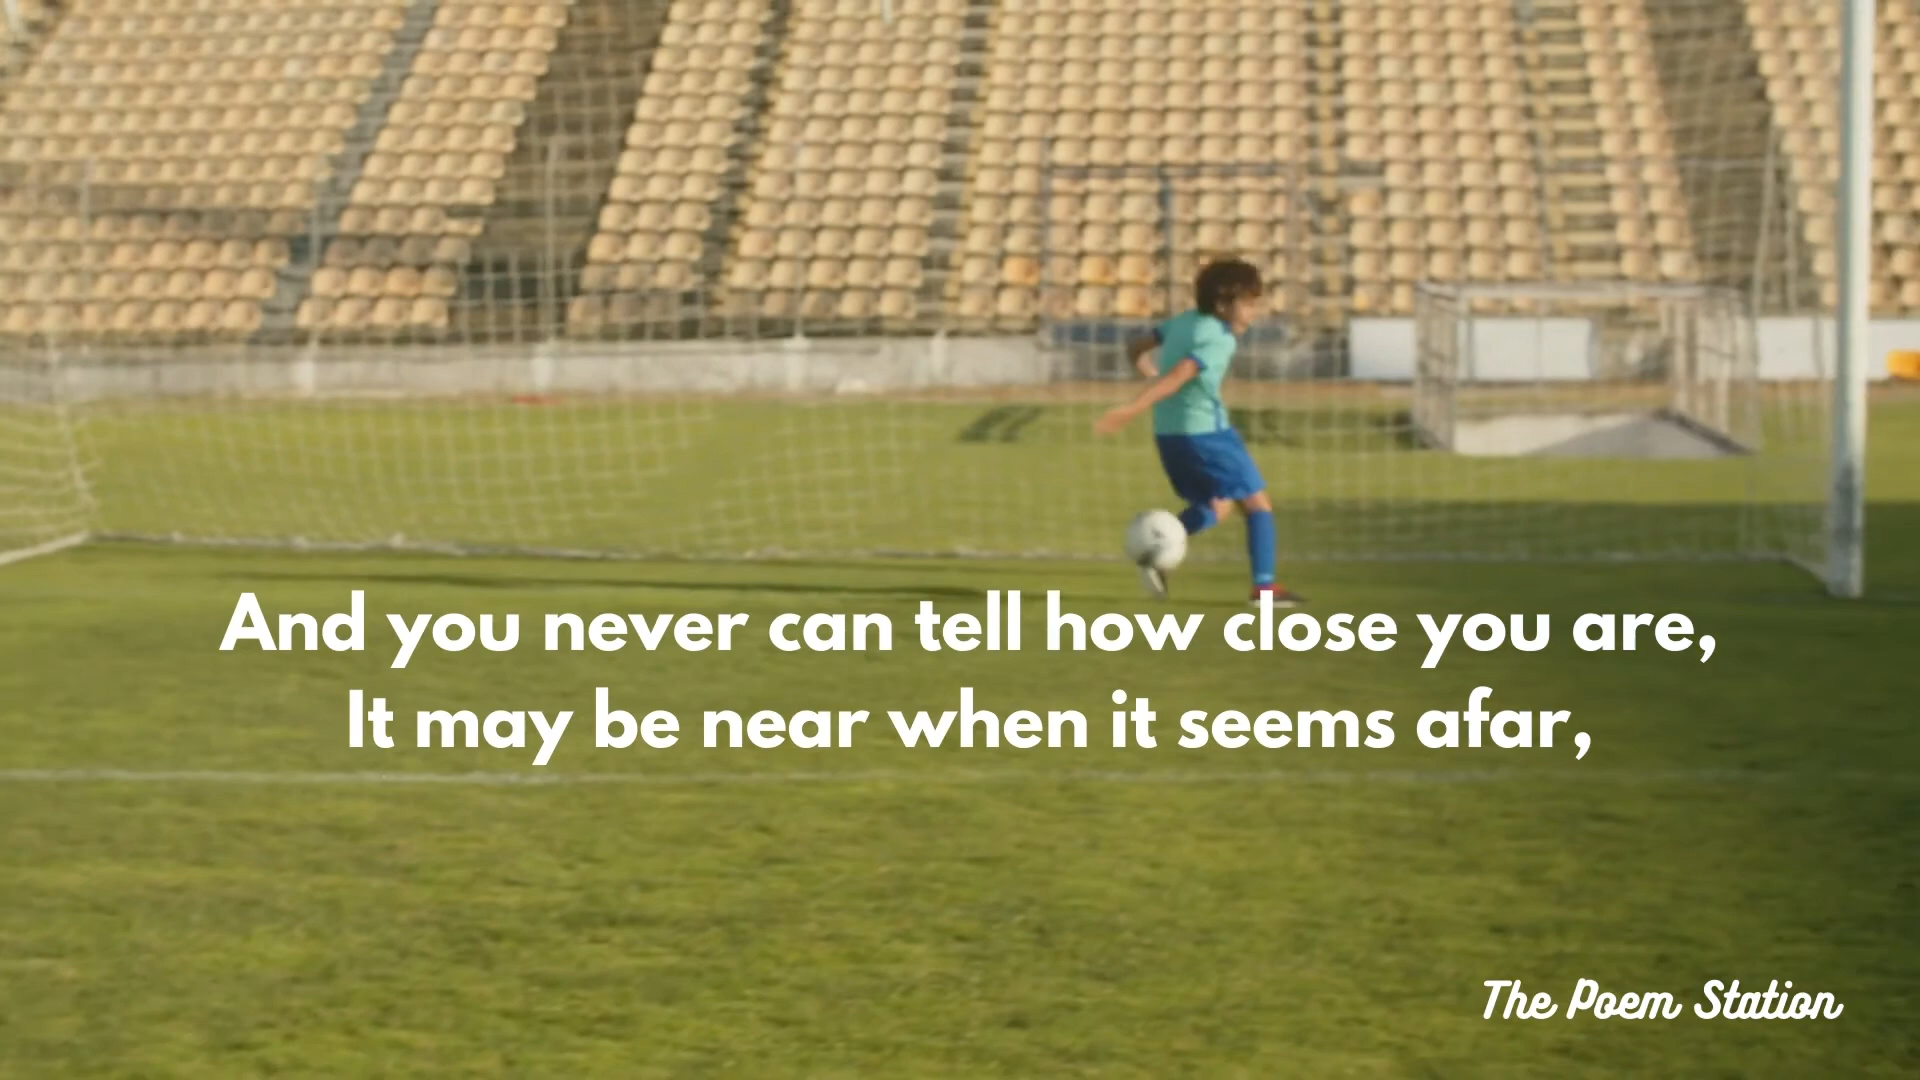 And you never can tell how close you are,
It may be near when it seems afar,
The Poem Station